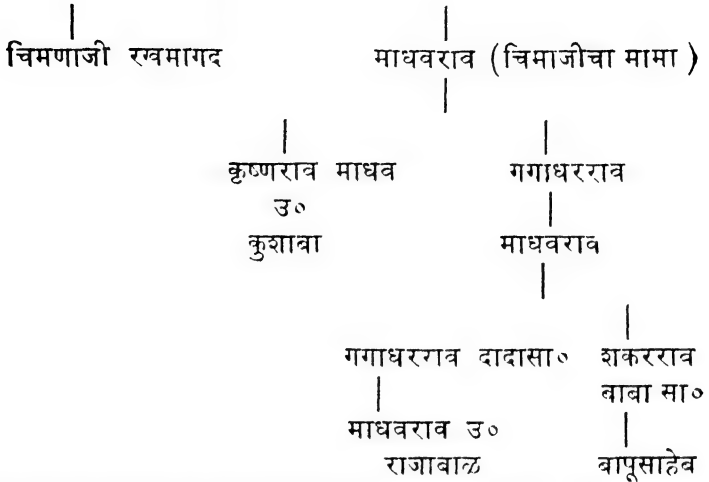 चिमणाजी रखमागद माधवराव (चिमाजीचा मामा)
कृष्णराव माधव गगाधरराव
उ०
कुशाबा माधवराव
गगाधरराव दादासा० शकरराव
बाबा सा०
माधवराव उ०
राजाबाळ बापूसाहेब